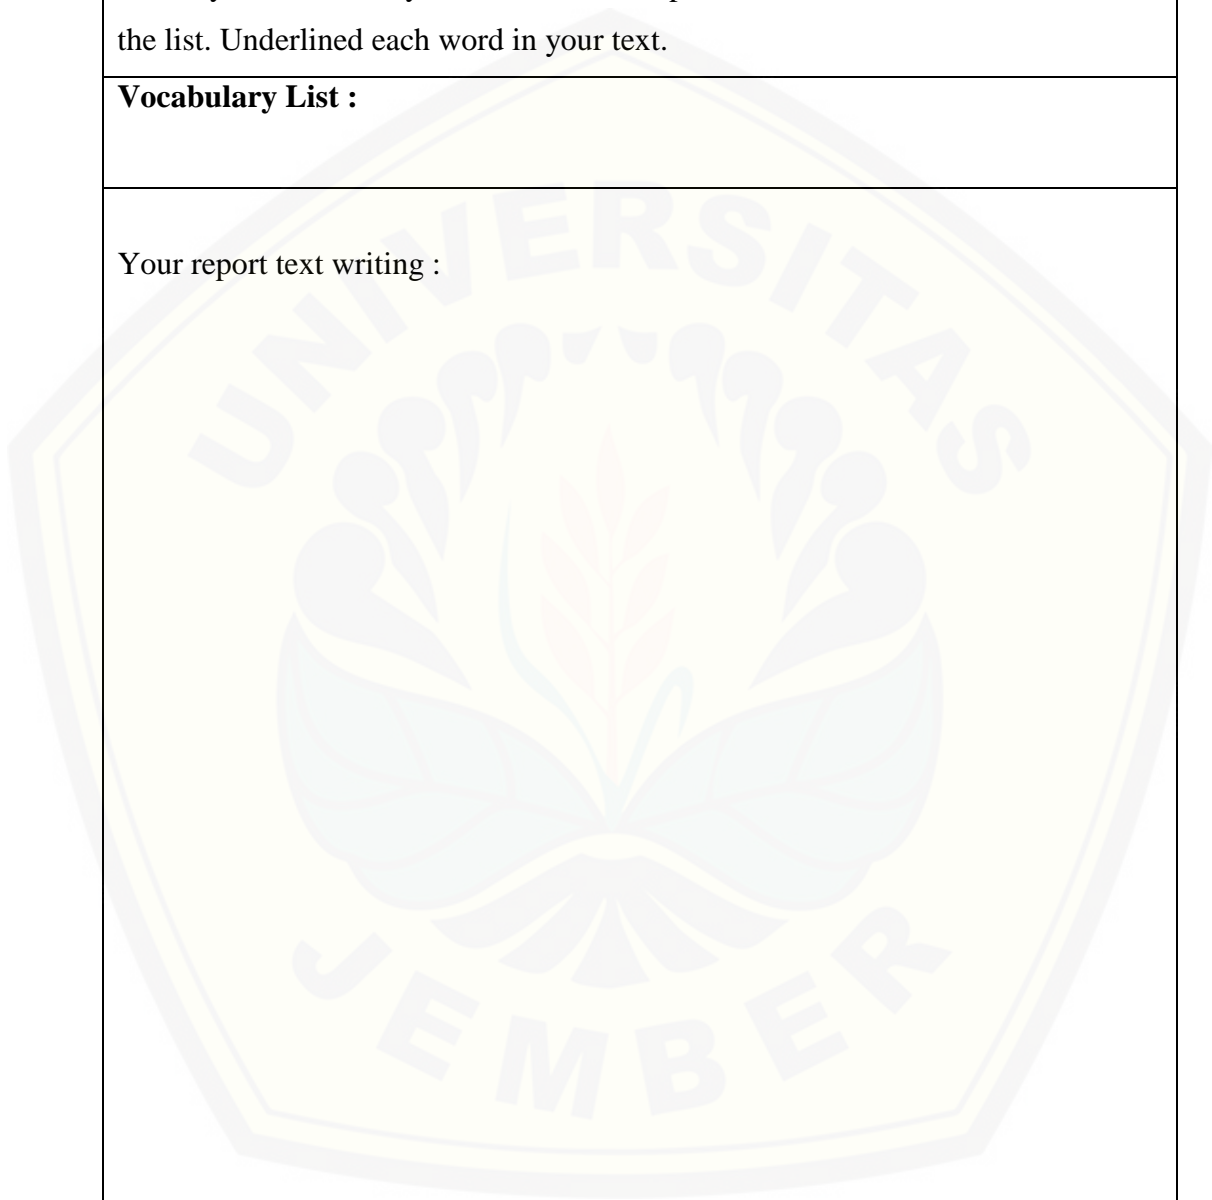 the list. Underlined each word in your text.
Vocabulary List :
Your report text writing :
UNIVERSITAS
JEMBER